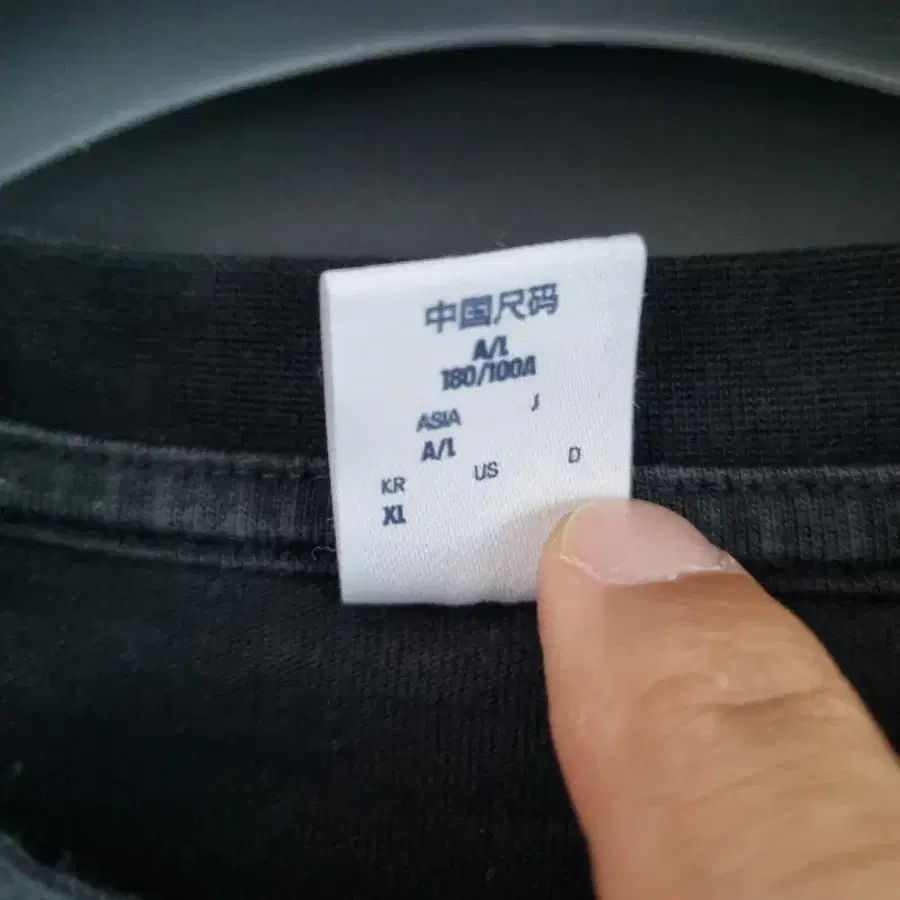 中国尺码
A/L
180/100A
ASIA J
A/L
KR US D
XL